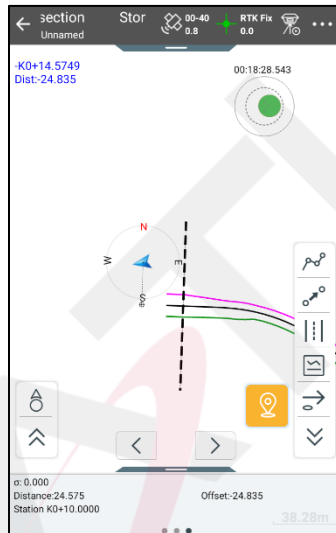 section Stor 00-40 RTK Fix
Unnamed 0.8 0.0
-K0+14.5749
Dist:-24.835
00:18:28.543
N
W E
S
σ: 0.000
Distance:24.575 Offset:-24.835
Station K0+10.0000
38.28m